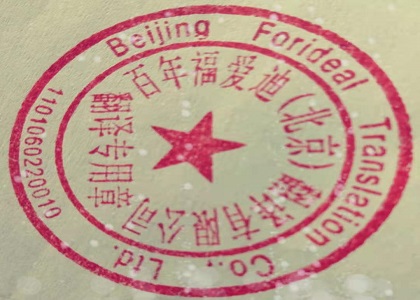 Beijing Forideal Translation Co., Ltd.
百年福爱迪(北京)翻译有限公司
翻译专用章
1101060220010